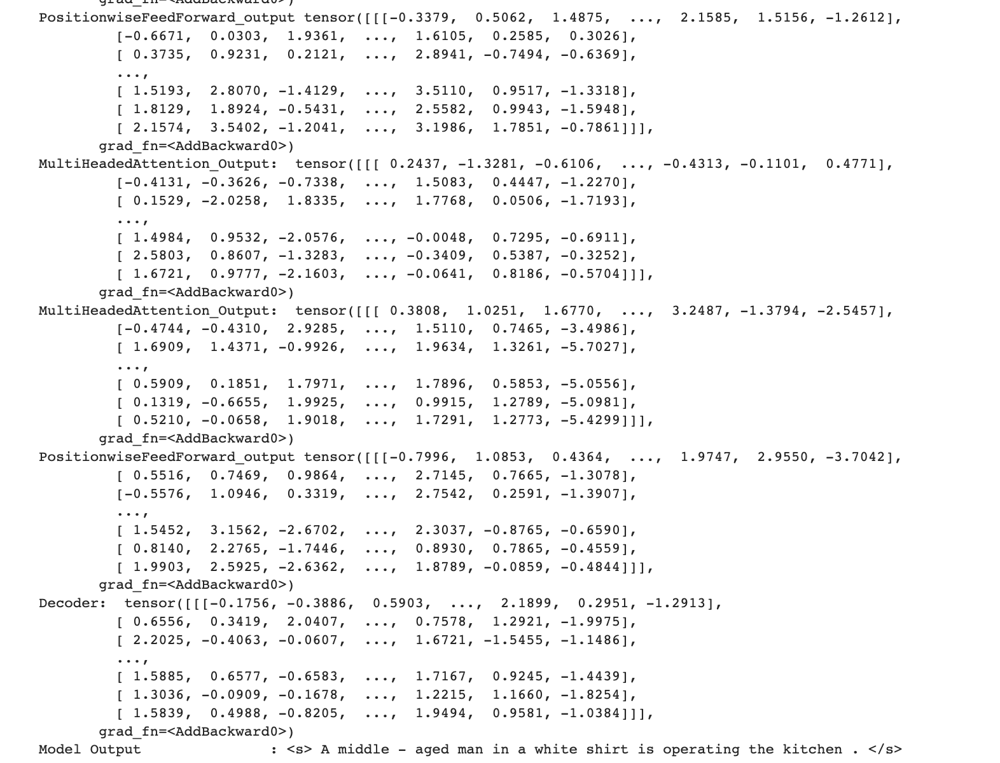 grad_fn=<AddBackward0>)
PositionwiseFeedForward_output tensor([[[-0.3379,  0.5062,  1.4875,  ...,  2.1585,  1.5156, -1.2612],
[-0.6671,  0.0303,  1.9361,  ...,  1.6105,  0.2585,  0.3026],
[ 0.3735,  0.9231,  0.2121,  ...,  2.8941, -0.7494, -0.6369],
...,
[ 1.5193,  2.8070, -1.4129,  ...,  3.5110,  0.9517, -1.3318],
[ 1.8129,  1.8924, -0.5431,  ...,  2.5582,  0.9943, -1.5948],
[ 2.1574,  3.5402, -1.2041,  ...,  3.1986,  1.7851, -0.7861]]],
grad_fn=<AddBackward0>)
MultiHeadedAttention_Output:  tensor([[[ 0.2437, -1.3281, -0.6106,  ..., -0.4313, -0.1101,  0.4771],
[-0.4131, -0.3626, -0.7338,  ...,  1.5083,  0.4447, -1.2270],
[ 0.1529, -2.0258,  1.8335,  ...,  1.7768,  0.0506, -1.7193],
...,
[ 1.4984,  0.9532, -2.0576,  ..., -0.0048,  0.7295, -0.6911],
[ 2.5803,  0.8607, -1.3283,  ..., -0.3409,  0.5387, -0.3252],
[ 1.6721,  0.9777, -2.1603,  ..., -0.0641,  0.8186, -0.5704]]],
grad_fn=<AddBackward0>)
MultiHeadedAttention_Output:  tensor([[[ 0.3808,  1.0251,  1.6770,  ...,  3.2487, -1.3794, -2.5457],
[-0.4744, -0.4310,  2.9285,  ...,  1.5110,  0.7465, -3.4986],
[ 1.6909,  1.4371, -0.9926,  ...,  1.9634,  1.3261, -5.7027],
...,
[ 0.5909,  0.1851,  1.7971,  ...,  1.7896,  0.5853, -5.0556],
[ 0.1319, -0.6655,  1.9925,  ...,  0.9915,  1.2789, -5.0981],
[ 0.5210, -0.0658,  1.9018,  ...,  1.7291,  1.2773, -5.4299]]],
grad_fn=<AddBackward0>)
PositionwiseFeedForward_output tensor([[[-0.7996,  1.0853,  0.4364,  ...,  1.9747,  2.9550, -3.7042],
[ 0.5516,  0.7469,  0.9864,  ...,  2.7145,  0.7665, -1.3078],
[-0.5576,  1.0946,  0.3319,  ...,  2.7542,  0.2591, -1.3907],
...,
[ 1.5452,  3.1562, -2.6702,  ...,  2.3037, -0.8765, -0.6590],
[ 0.8140,  2.2765, -1.7446,  ...,  0.8930,  0.7865, -0.4559],
[ 1.9903,  2.5925, -2.6362,  ...,  1.8789, -0.0859, -0.4844]]],
grad_fn=<AddBackward0>)
Decoder:  tensor([[[-0.1756, -0.3886,  0.5903,  ...,  2.1899,  0.2951, -1.2913],
[ 0.6556,  0.3419,  2.0407,  ...,  0.7578,  1.2921, -1.9975],
[ 2.2025, -0.4063, -0.0607,  ...,  1.6721, -1.5455, -1.1486],
...,
[ 1.5885,  0.6577, -0.6583,  ...,  1.7167,  0.9245, -1.4439],
[ 1.3036, -0.0909, -0.1678,  ...,  1.2215,  1.1660, -1.8254],
[ 1.5839,  0.4988, -0.8205,  ...,  1.9494,  0.9581, -1.0384]]],
grad_fn=<AddBackward0>)
Model Output               : <s> A middle - aged man in a white shirt is operating the kitchen . </s>